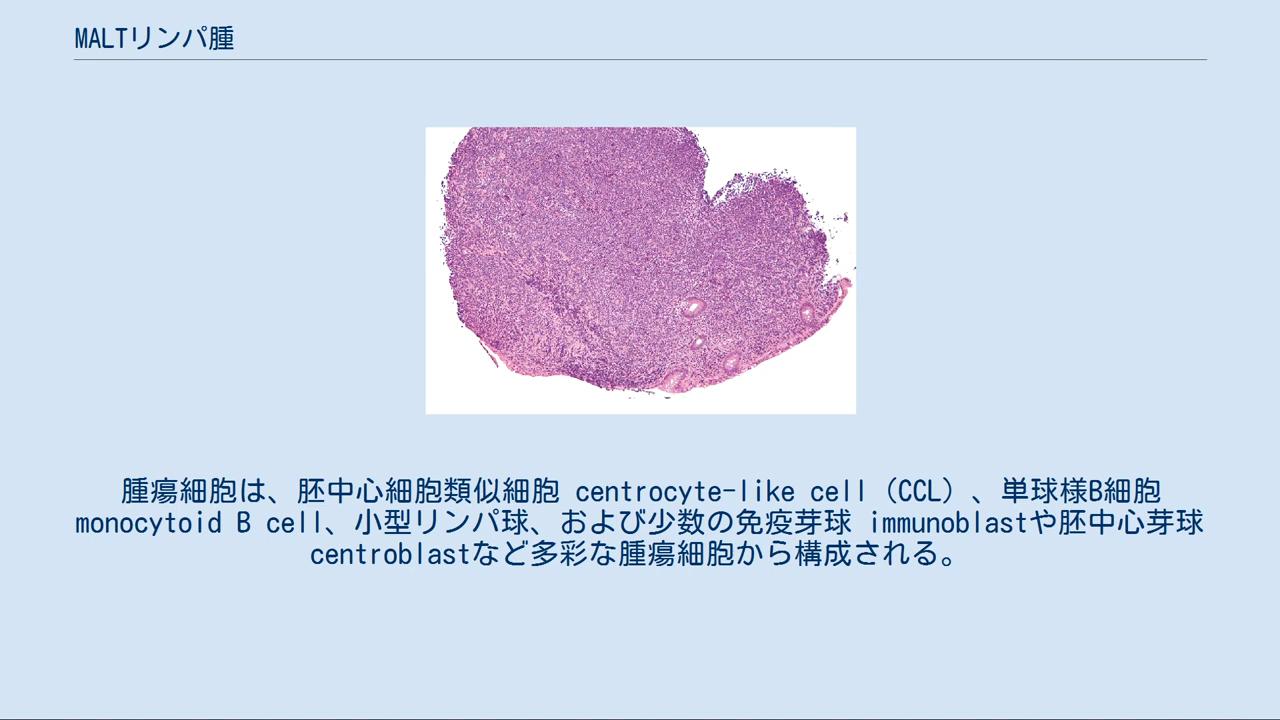 MALTリンパ腫
腫瘍細胞は、胚中心細胞類似細胞 centrocyte-like cell（CCL）、単球様B細胞
monocytoid B cell、小型リンパ球、および少数の免疫芽球 immunoblastや胚中心芽球
centroblastなど多彩な腫瘍細胞から構成される。